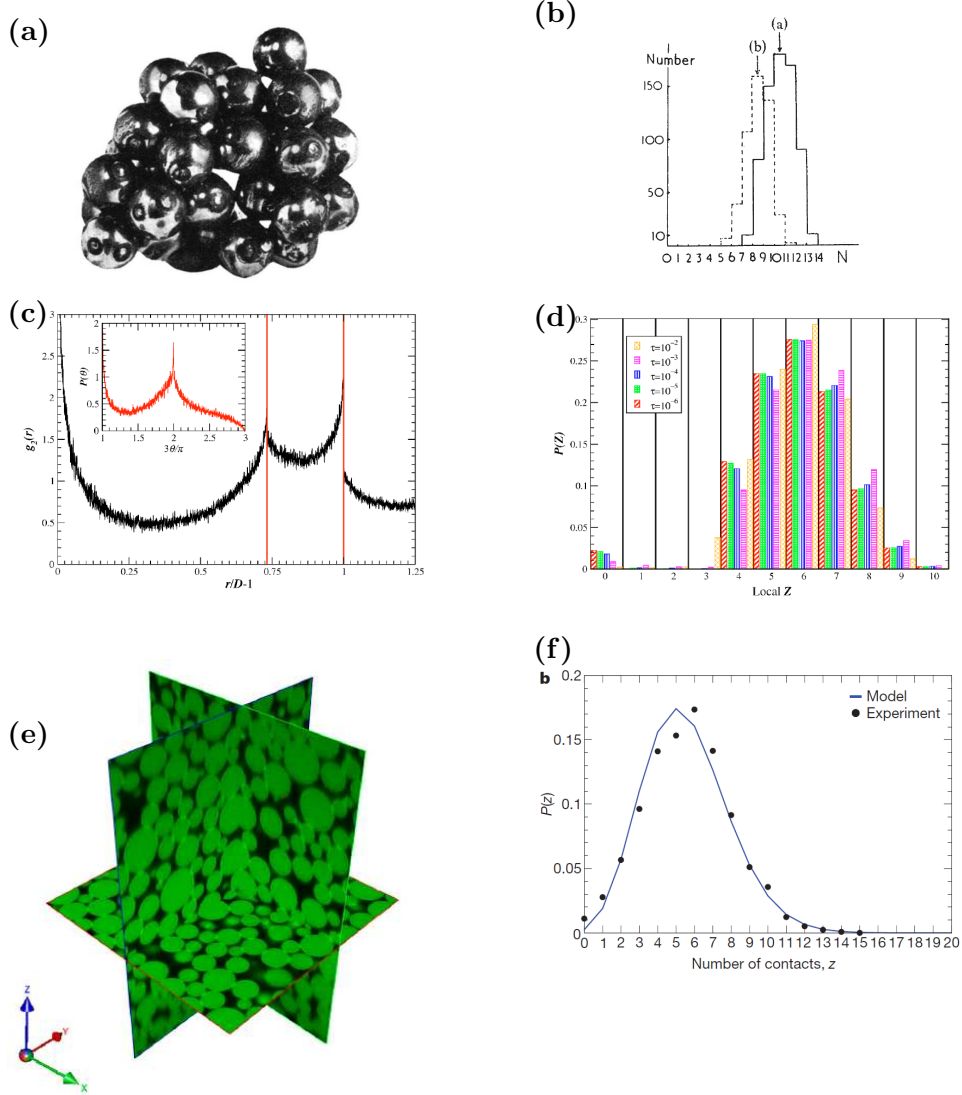 (a)
(b)
(a)
(b)
Number
150
100
50
10
0 1 2 3 4 5 6 7 8 9 10 11 12 13 14 N
(c)
3
2.5
2
1.5
1
0.5
0
g₂(r)
0 0.25 0.5 0.75 1 1.25
r/D-1
2
1.5
1
0.5
0
P(θ)
1 1.5 2 2.5 3
3θ/π
(d)
0.3
0.25
0.2
0.15
0.1
0.05
0
P(Z)
τ=10⁻²
τ=10⁻³
τ=10⁻⁴
τ=10⁻⁵
τ=10⁻⁶
0 1 2 3 4 5 6 7 8 9 10
Local Z
(e)
Z
Y
X
(f)
b
0.2
0.15
0.1
0.05
0
P(z)
Model
Experiment
0 1 2 3 4 5 6 7 8 9 10 11 12 13 14 15 16 17 18 19 20
Number of contacts, z